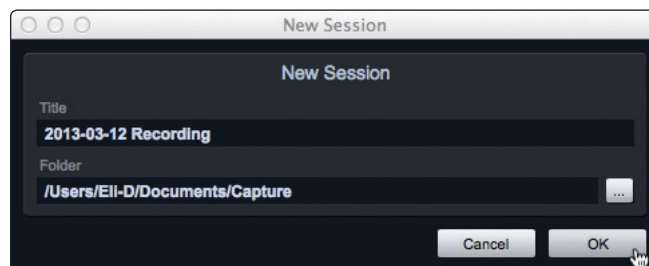 New Session
New Session
Title
2013-03-12 Recording
Folder
/Users/Eli-D/Documents/Capture
...
Cancel OK